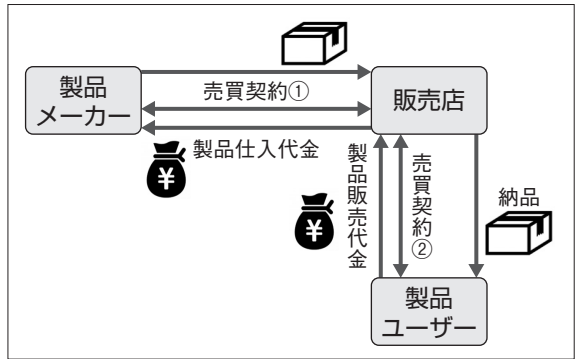 製品
メーカー
売買契約①
販売店
製品仕入代金
¥
製品販売代金
売買契約②
納品
¥
製品
ユーザー